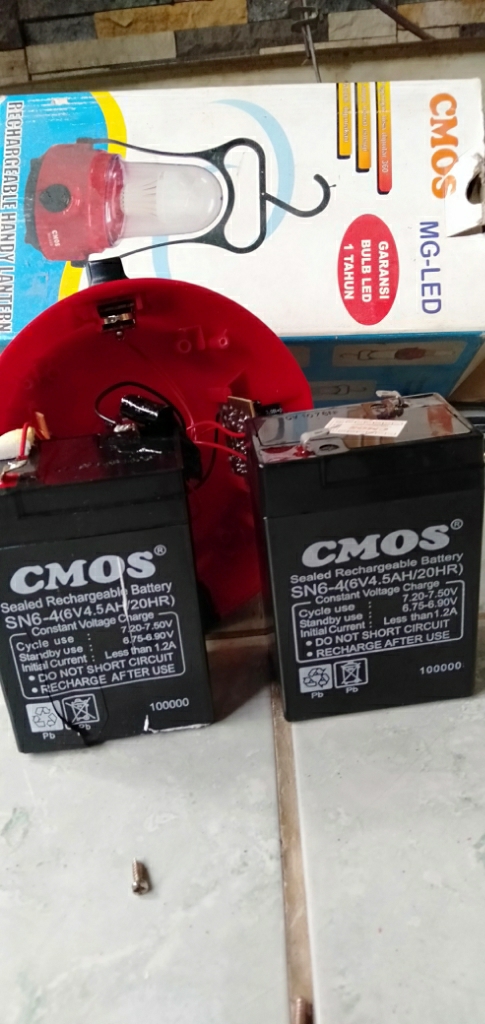 CMOS
MG-LED
GARANSI
BULB LED
1 TAHUN
RECHARGEABLE HANDY LANTERN
CMOS
CMOS®
Sealed Rechargeable Battery
SN6-4(6V4.5AH/20HR)
Constant Voltage Charge
Cycle use : 7.20-7.50V
Standby use : 6.75-6.90V
Initial Current : Less than 1.2A
• DO NOT SHORT CIRCUIT
• RECHARGE AFTER USE
Pb Pb
100000
CMOS®
Sealed Rechargeable Battery
SN6-4(6V4.5AH/20HR)
Constant Voltage Charge
Cycle use : 7.20-7.50V
Standby use : 6.75-6.90V
Initial Current : Less than 1.2A
• DO NOT SHORT CIRCUIT
• RECHARGE AFTER USE
Pb Pb
100000